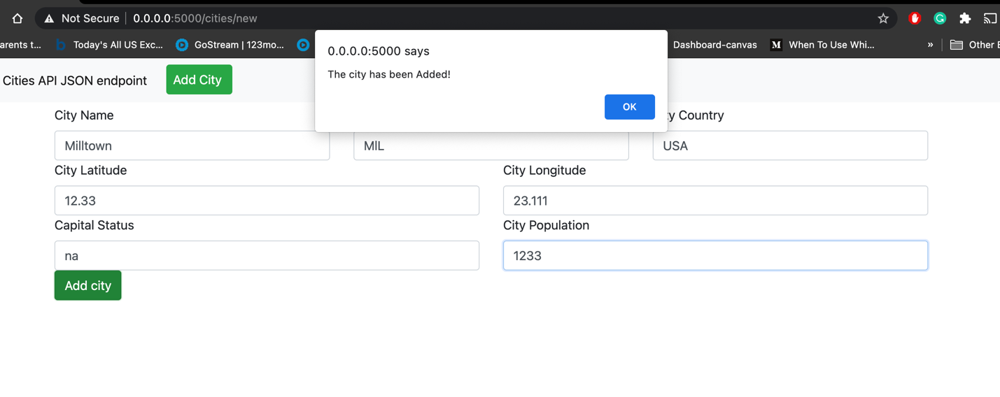 Not Secure | 0.0.0.0:5000/cities/new
arents t...
Today's All US Exc...
GoStream | 123mo...
Dashboard-canvas
M When To Use Whi...
»
Other
0.0.0.0:5000 says
The city has been Added!
OK
Cities API JSON endpoint
Add City
City Name
Country
Milltown
MIL
USA
City Latitude
City Longitude
12.33
23.111
Capital Status
City Population
na
1233
Add city